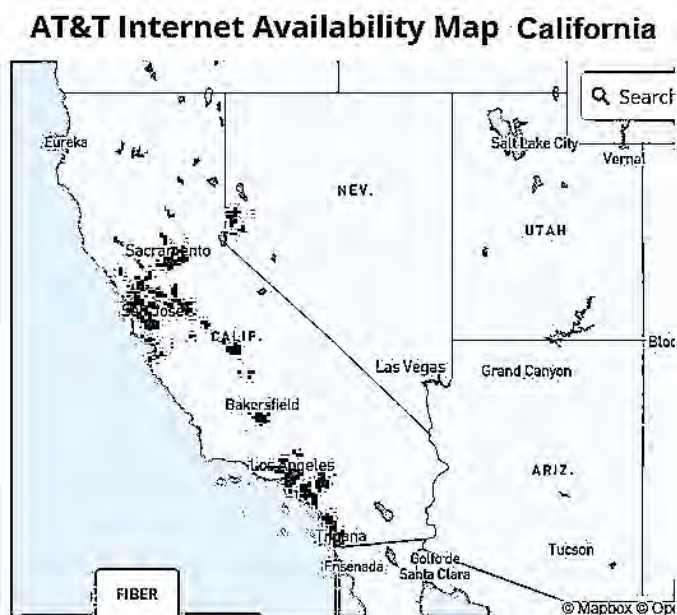 AT&T Internet Availability Map California
Search
Eureka
Salt Lake City
Vernal
NEV.
UTAH
Sacramento
San Jose
CALIF.
Las Vegas
Grand Canyon
Bakersfield
Los Angeles
ARIZ.
Tijuana
Tucson
Ensenada
Golfo de
Santa Clara
FIBER
© Mapbox ©